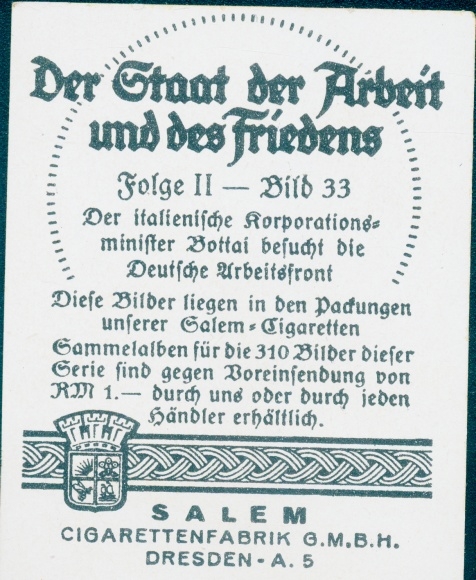 Der Staat der Arbeit
und des Friedens
Folge II — Bild 33
Der italienische Korporations-
minister Bottai besucht die
Deutsche Arbeitsfront
Diese Bilder liegen in den Packungen
unserer Salem-Cigaretten
Sammelalben für die 310 Bilder dieser
Serie sind gegen Voreinsendung von
RM 1.— durch uns oder durch jeden
Händler erhältlich.
SALEM
CIGARETTENFABRIK G.M.B.H.
DRESDEN-A. 5